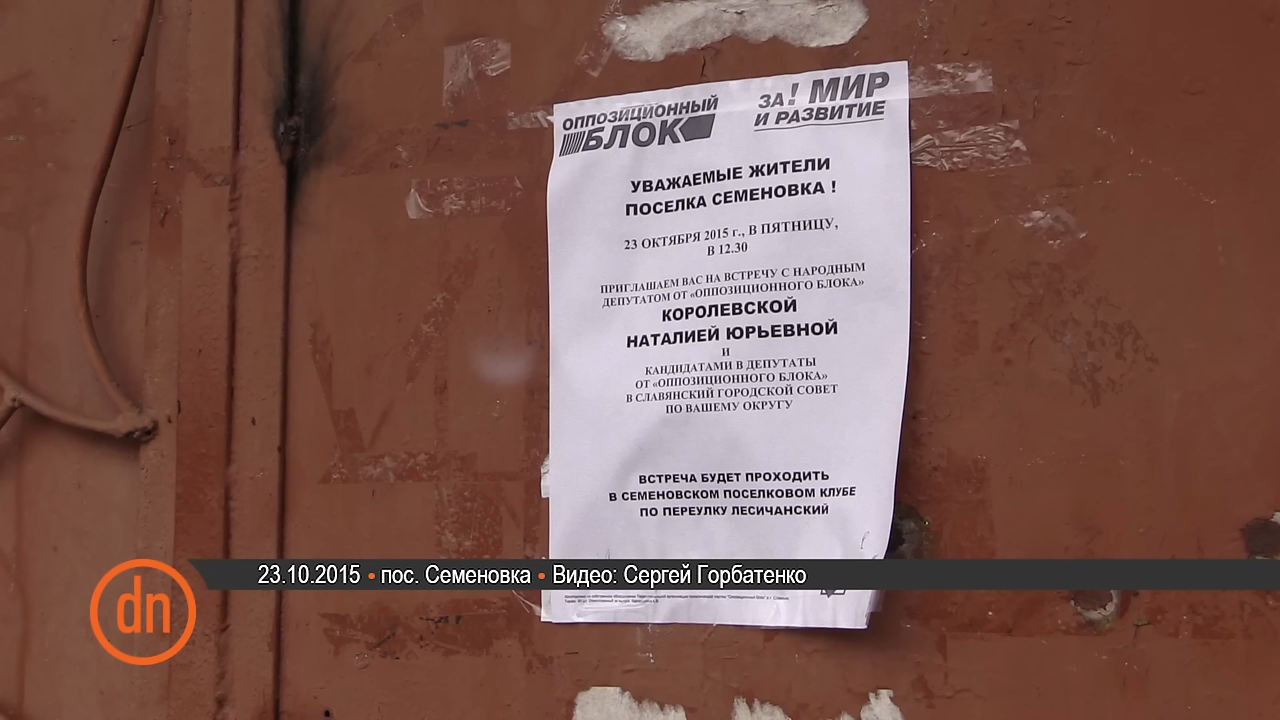 ОППОЗИЦИОННЫЙ
БЛОК
ЗА! МИР
И РАЗВИТИЕ
УВАЖАЕМЫЕ ЖИТЕЛИ
ПОСЕЛКА СЕМЕНОВКА !
23 ОКТЯБРЯ 2015 г., В ПЯТНИЦУ,
В 12.30
ПРИГЛАШАЕМ ВАС НА ВСТРЕЧУ С НАРОДНЫМ
ДЕПУТАТОМ ОТ «ОППОЗИЦИОННОГО БЛОКА»
КОРОЛЕВСКОЙ
НАТАЛИЕЙ ЮРЬЕВНОЙ
И
КАНДИДАТАМИ В ДЕПУТАТЫ
ОТ «ОППОЗИЦИОННОГО БЛОКА»
В СЛАВЯНСКИЙ ГОРОДСКОЙ СОВЕТ
ПО ВАШЕМУ ОКРУГУ
ВСТРЕЧА БУДЕТ ПРОХОДИТЬ
В СЕМЕНОВСКОМ ПОСЕЛКОВОМ КЛУБЕ
ПО ПЕРЕУЛКУ ЛЕСИЧАНСКИЙ
23.10.2015 • пос. Семеновка • Видео: Сергей Горбатенко
dn